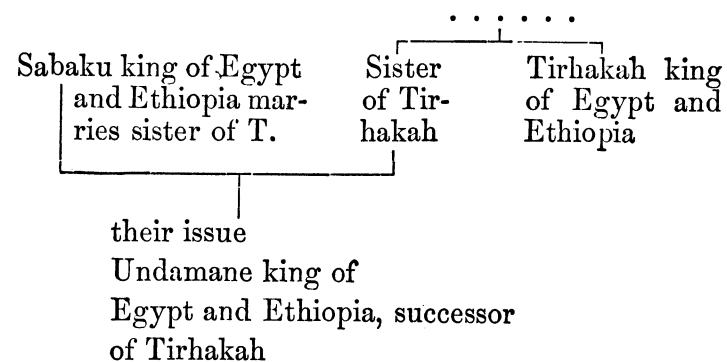 . . . . . .
Sabaku king of Egypt
and Ethiopia mar-
ries sister of T.
Sister
of Tir-
hakah
Tirhakah king
of Egypt and
Ethiopia
their issue
Undamane king of
Egypt and Ethiopia, successor
of Tirhakah